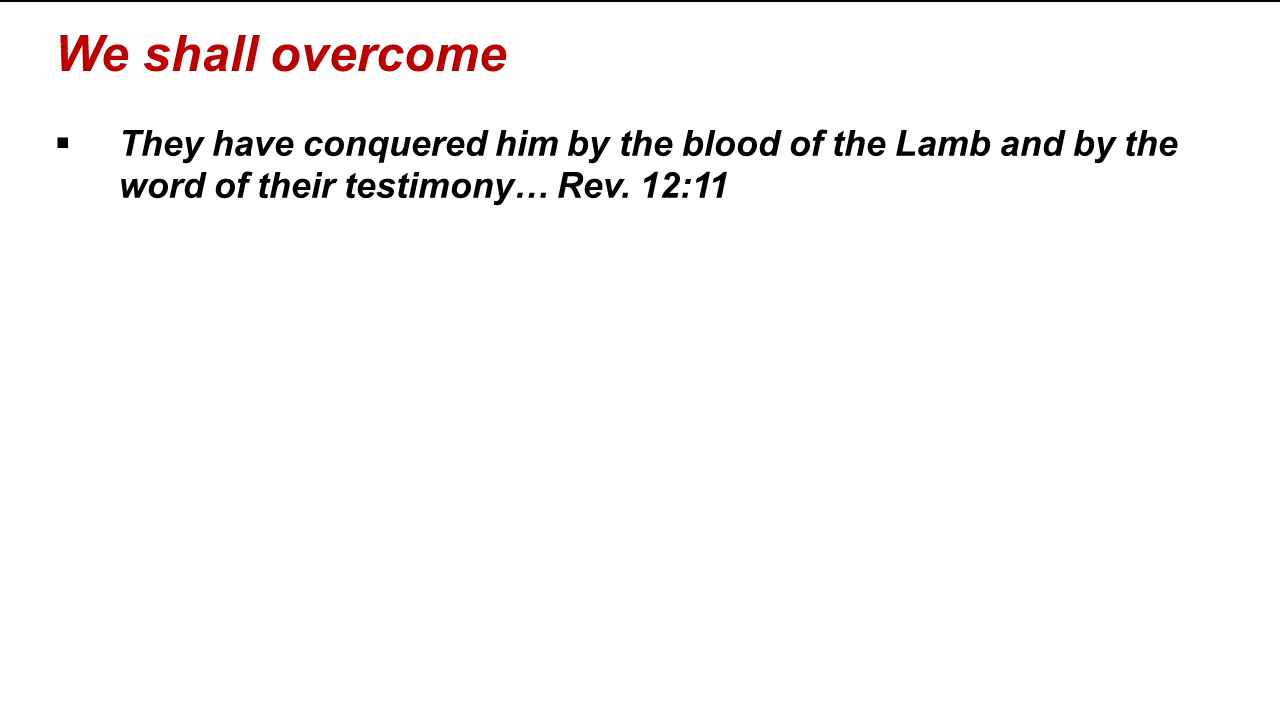 We shall overcome
▪ They have conquered him by the blood of the Lamb and by the
word of their testimony… Rev. 12:11